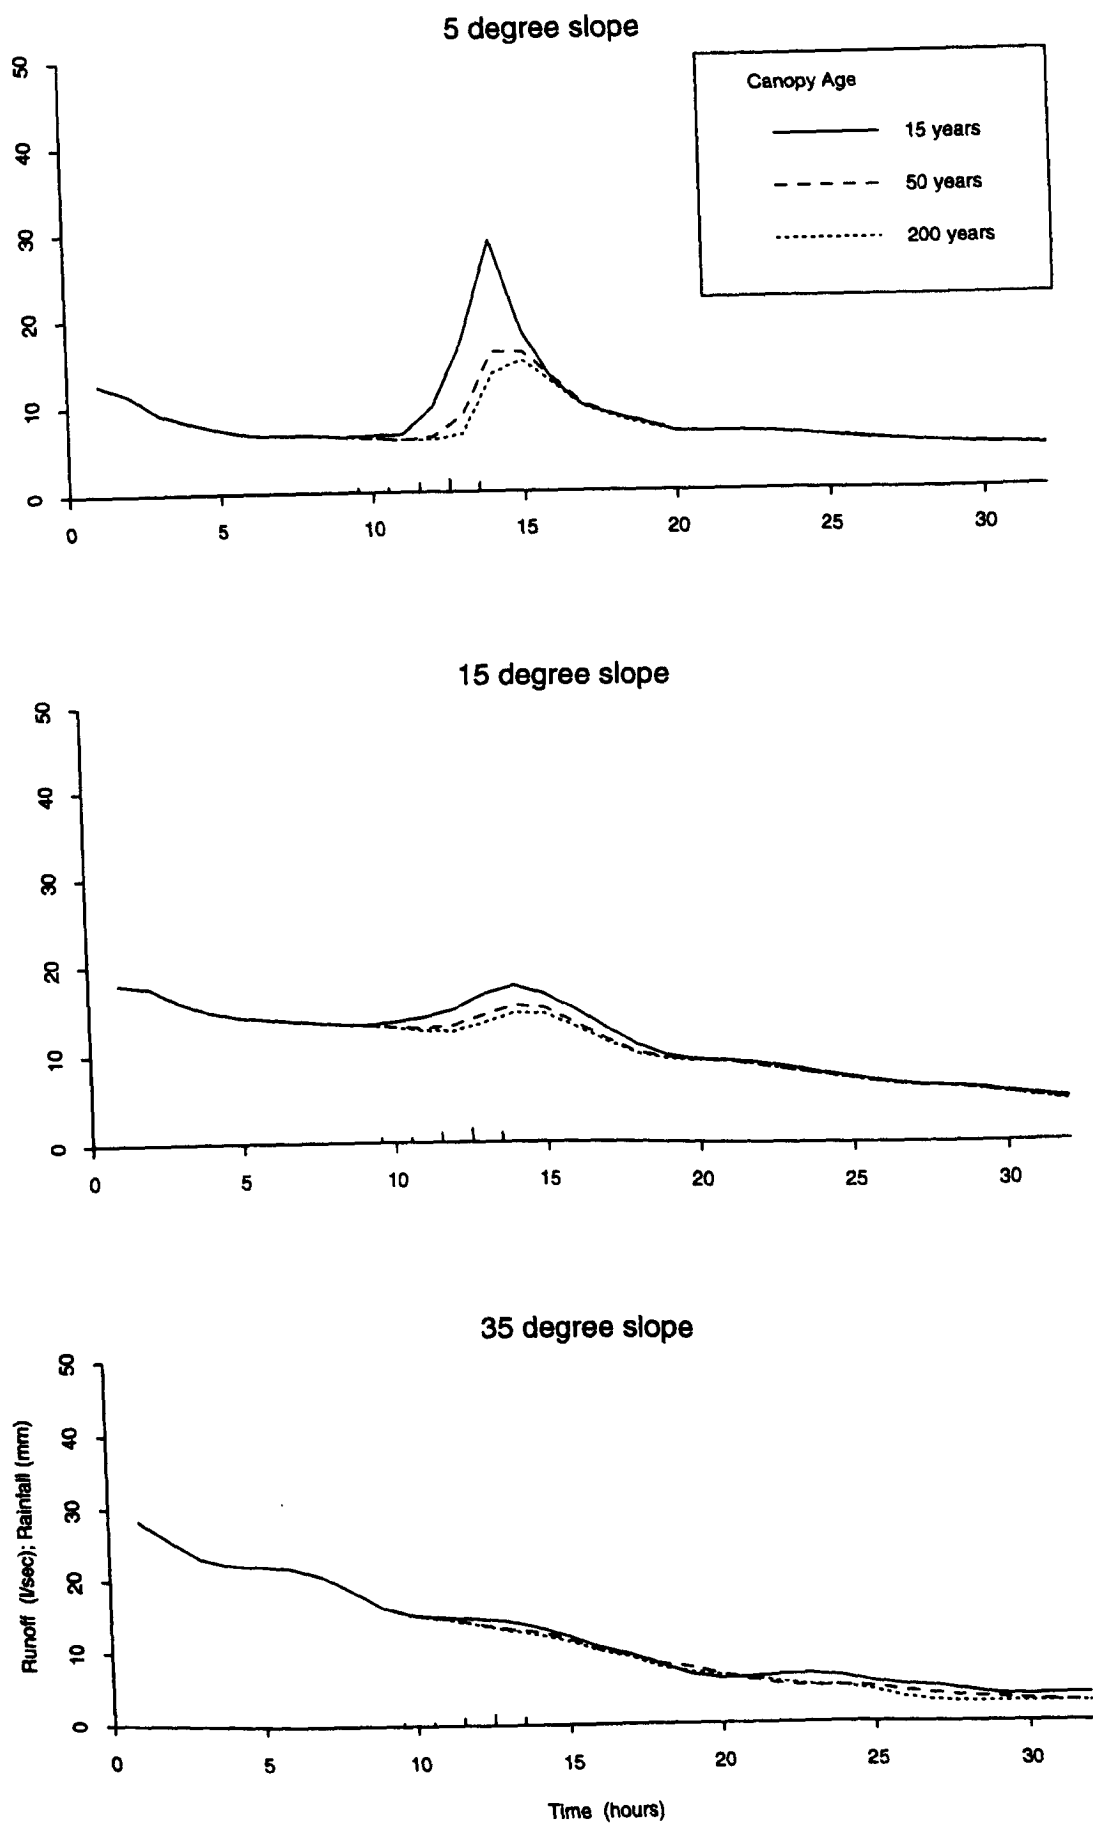 5 degree slope
Canopy Age
15 years
50 years
200 years
50
40
30
20
10
0
0 5 10 15 20 25 30
15 degree slope
50
40
30
20
10
0
0 5 10 15 20 25 30
35 degree slope
50
40
30
20
10
0
Runoff (l/sec); Rainfall (mm)
0 5 10 15 20 25 30
Time (hours)